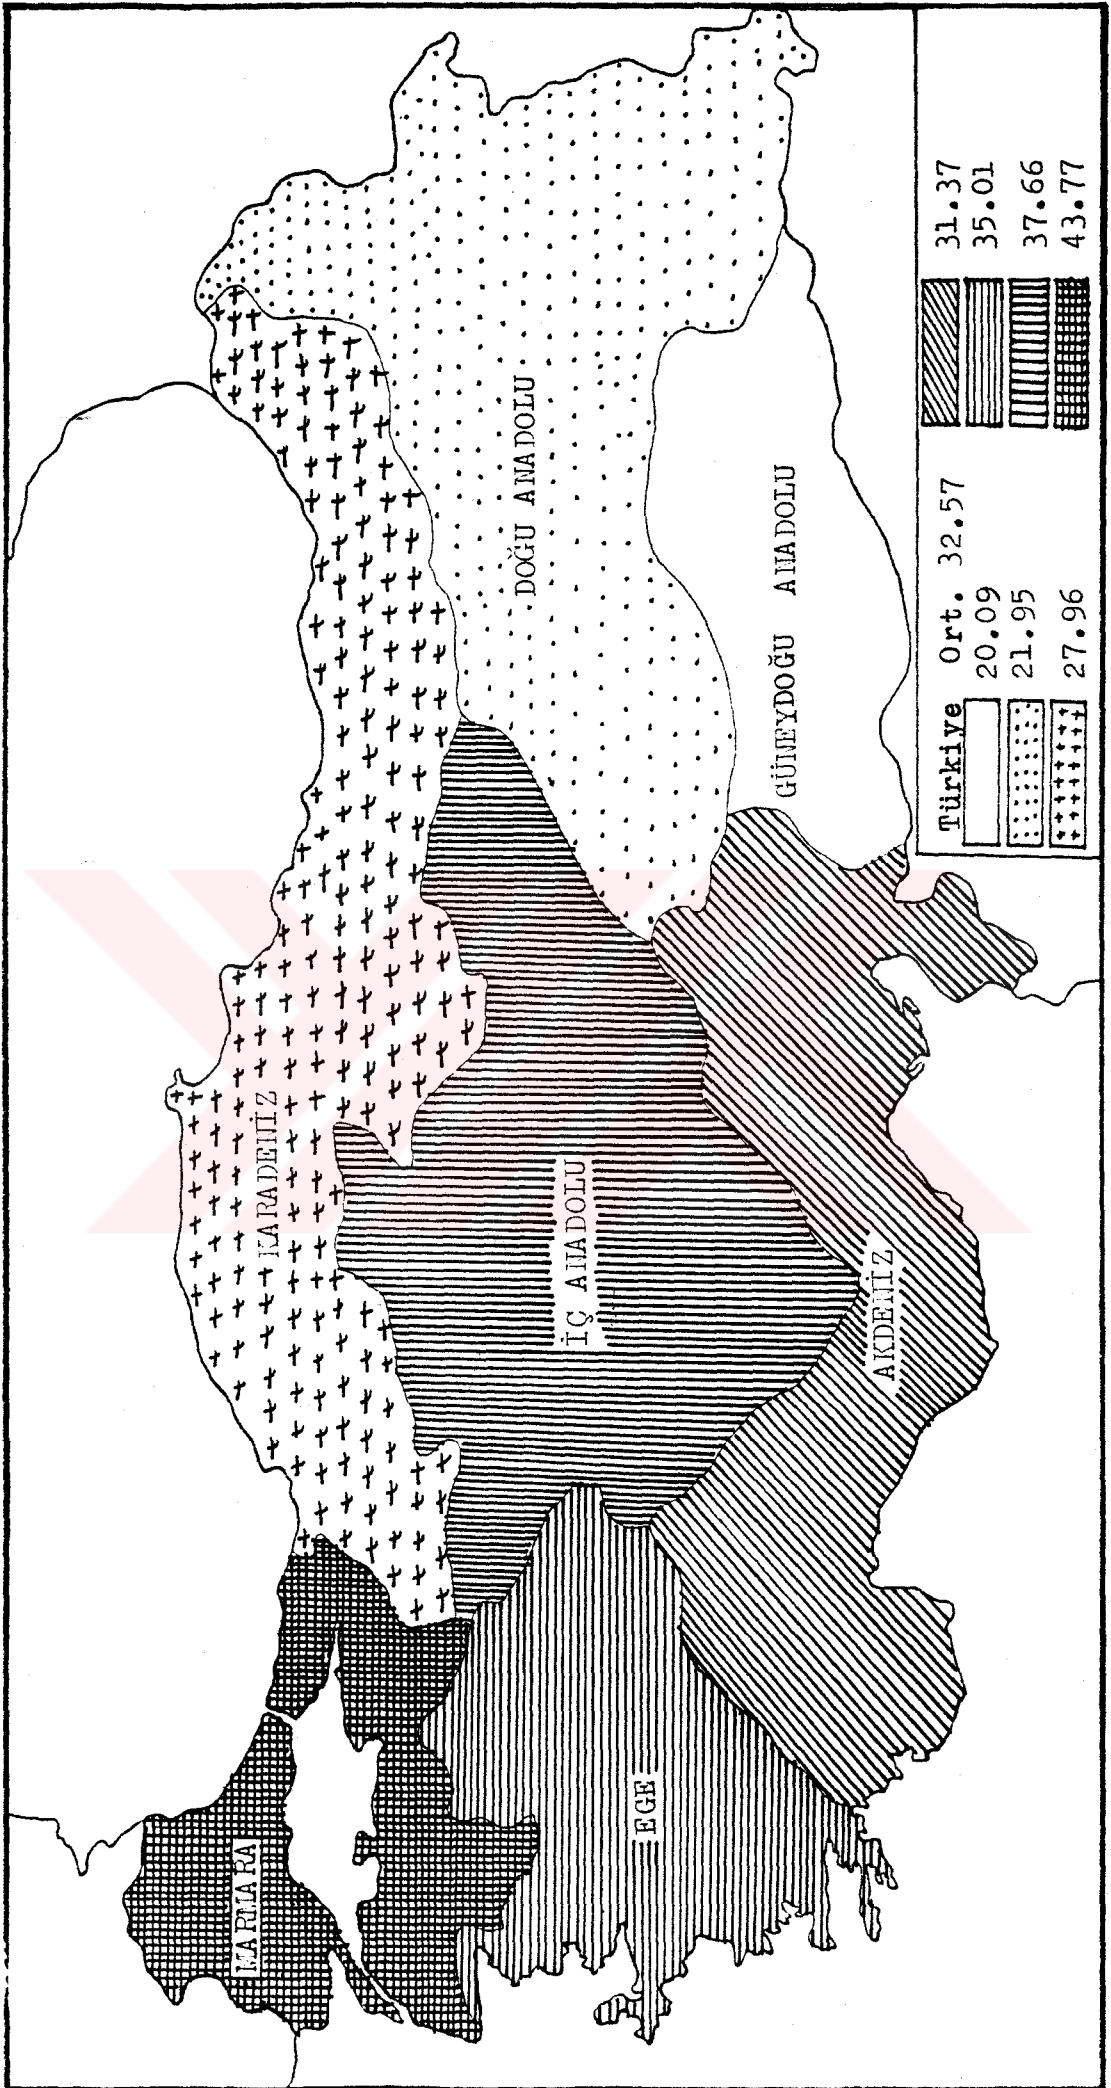 MARMARA
KARADENİZ
EGE
İÇ ANADOLU
DOĞU ANADOLU
AKDENİZ
GÜNEYDOĞU ANADOLU
Türkiye Ort. 32.57
20.09
21.95
27.96
31.37
35.01
37.66
43.77